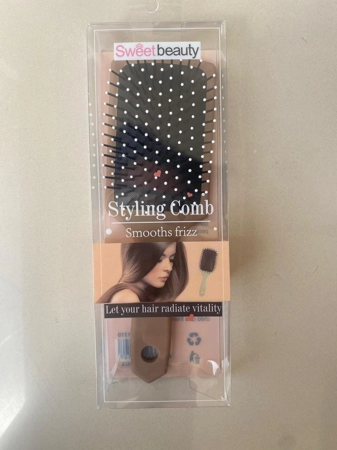 Sweetbeauty
Styling Comb
Smooths frizz
Let your hair radiate vitality